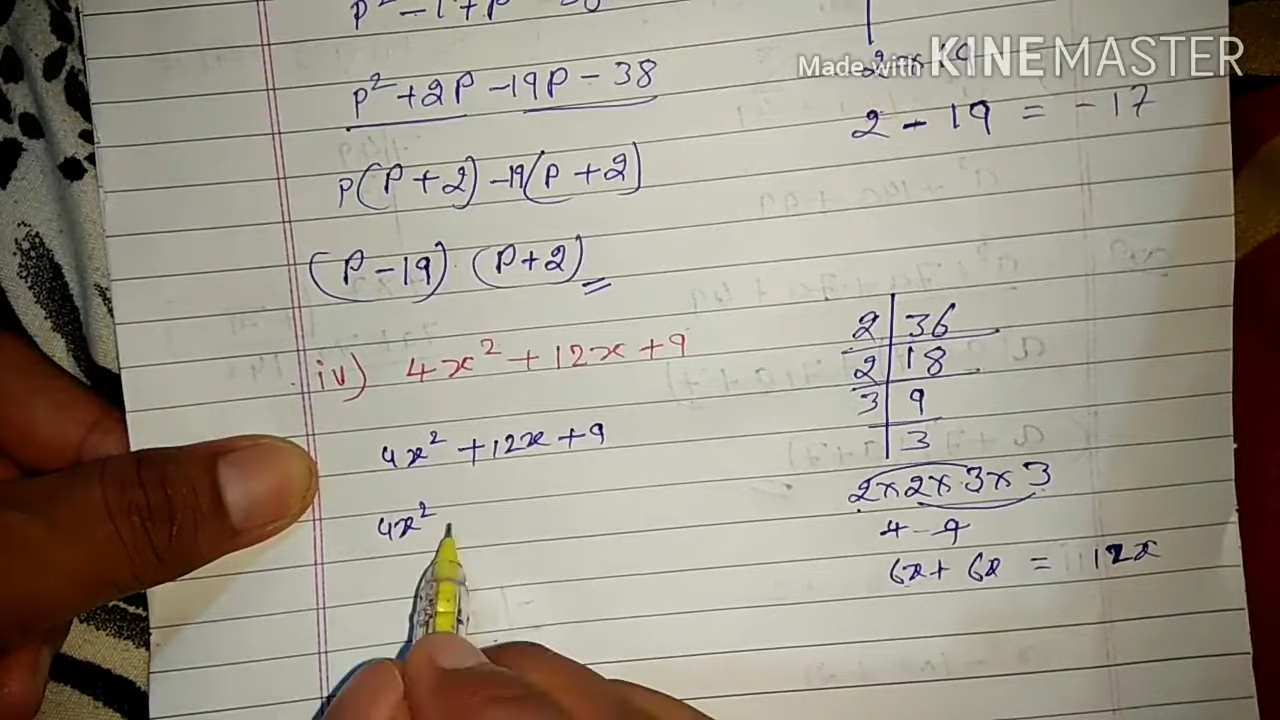 p² - 17p
Made with KINEMASTER
p² + 2p - 19p - 38
2 - 19 = -17
p(p + 2) - 19(p + 2)
(p - 19) (p + 2)
iv) 4x² + 12x + 9
2 | 36
2 | 18
3 | 9
3
4x² + 12x + 9
2 × 2 × 3 × 3
4x²
4 - 9
6x + 6x = 12x